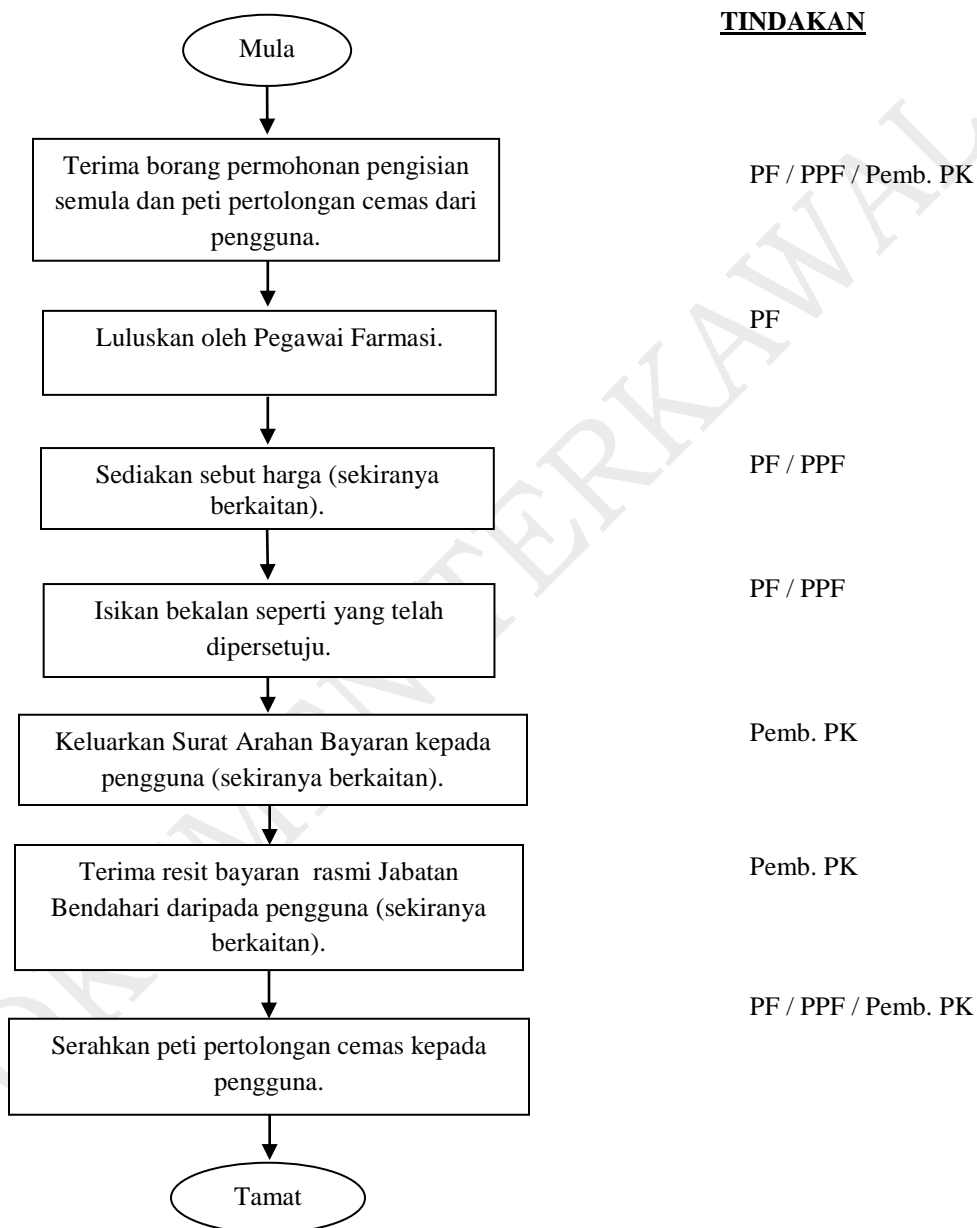 TINDAKAN
Mula
Terima borang permohonan pengisian
semula dan peti pertolongan cemas dari
pengguna.
PF / PPF / Pemb. PK
Luluskan oleh Pegawai Farmasi.
PF
Sediakan sebut harga (sekiranya
berkaitan).
PF / PPF
Isikan bekalan seperti yang telah
dipersetuju.
PF / PPF
Keluarkan Surat Arahan Bayaran kepada
pengguna (sekiranya berkaitan).
Pemb. PK
Terima resit bayaran  rasmi Jabatan
Bendahari daripada pengguna (sekiranya
berkaitan).
Pemb. PK
Serahkan peti pertolongan cemas kepada
pengguna.
PF / PPF / Pemb. PK
Tamat
TERKAWAL